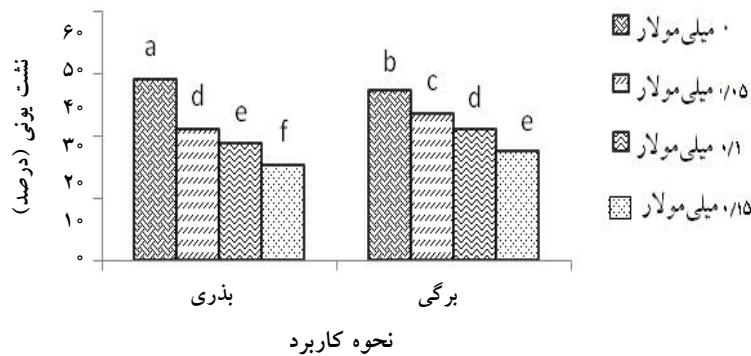 ۶۰
۵۰
۴۰
۳۰
۲۰
۱۰
۰
نشت یونی (درصد)
a
d
e
f
b
c
d
e
بذری
برگی
نحوه کاربرد
۰ میلی‌مولار
۰/۰۵ میلی‌مولار
۰/۱ میلی‌مولار
۰/۱۵ میلی‌مولار